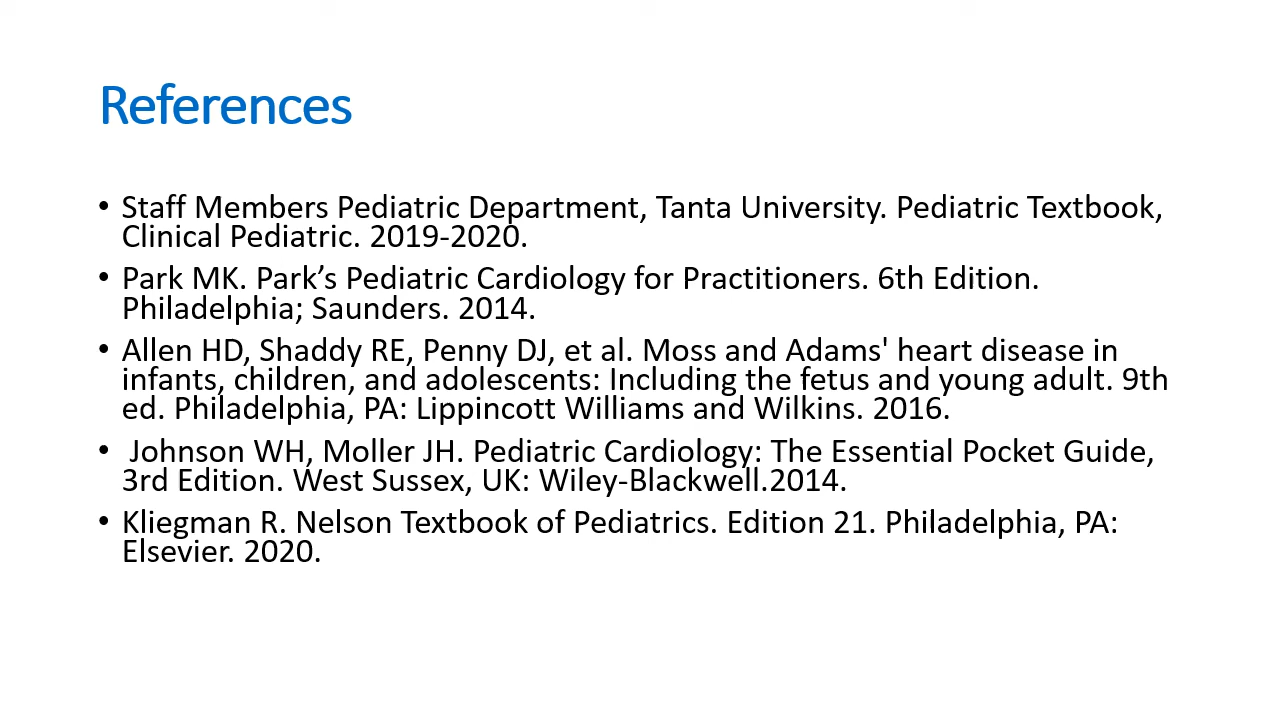 References
• Staff Members Pediatric Department, Tanta University. Pediatric Textbook,
Clinical Pediatric. 2019-2020.
• Park MK. Park’s Pediatric Cardiology for Practitioners. 6th Edition.
Philadelphia; Saunders. 2014.
• Allen HD, Shaddy RE, Penny DJ, et al. Moss and Adams' heart disease in
infants, children, and adolescents: Including the fetus and young adult. 9th
ed. Philadelphia, PA: Lippincott Williams and Wilkins. 2016.
• Johnson WH, Moller JH. Pediatric Cardiology: The Essential Pocket Guide,
3rd Edition. West Sussex, UK: Wiley-Blackwell.2014.
• Kliegman R. Nelson Textbook of Pediatrics. Edition 21. Philadelphia, PA:
Elsevier. 2020.